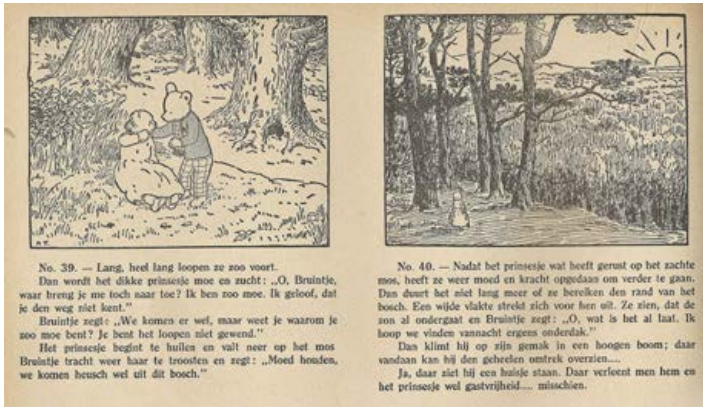 No. 39. — Lang, heel lang loopen ze zoo voort.
Dan wordt het dikke prinsesje moe en zucht: „O, Bruintje,
waar breng je me toch naar toe? Ik ben zoo moe. Ik geloof, dat
je den weg niet kent."
Bruintje zegt: „We komen er wel, maar weet je waarom je
zoo moe bent? Je bent het loopen niet gewend."
Het prinsesje begint te huilen en valt neer op het mos
Bruintje tracht weer haar te troosten en zegt: „Moed houden,
we komen heusch wel uit dit bosch."
No. 40. — Nadat het prinsesje wat heeft gerust op het zachte
mos, heeft ze weer moed en kracht opgedaan om verder te gaan.
Dan duurt het niet lang meer of ze bereiken den rand van het
bosch. Een wijde vlakte strekt zich voor hen uit. Ze zien, dat de
zon al ondergaat en Bruintje zegt: „O, wat is het al laat. Ik
hoop we vinden vannacht ergens onderdak."
Dan klimt hij op zijn gemak in een hoogen boom; daar
vandaan kan hij den geheelen omtrek overzien....
Ja, daar ziet hij een huisje staan. Daar verleent men hem en
het prinsesje wel gastvrijheid.... misschien.